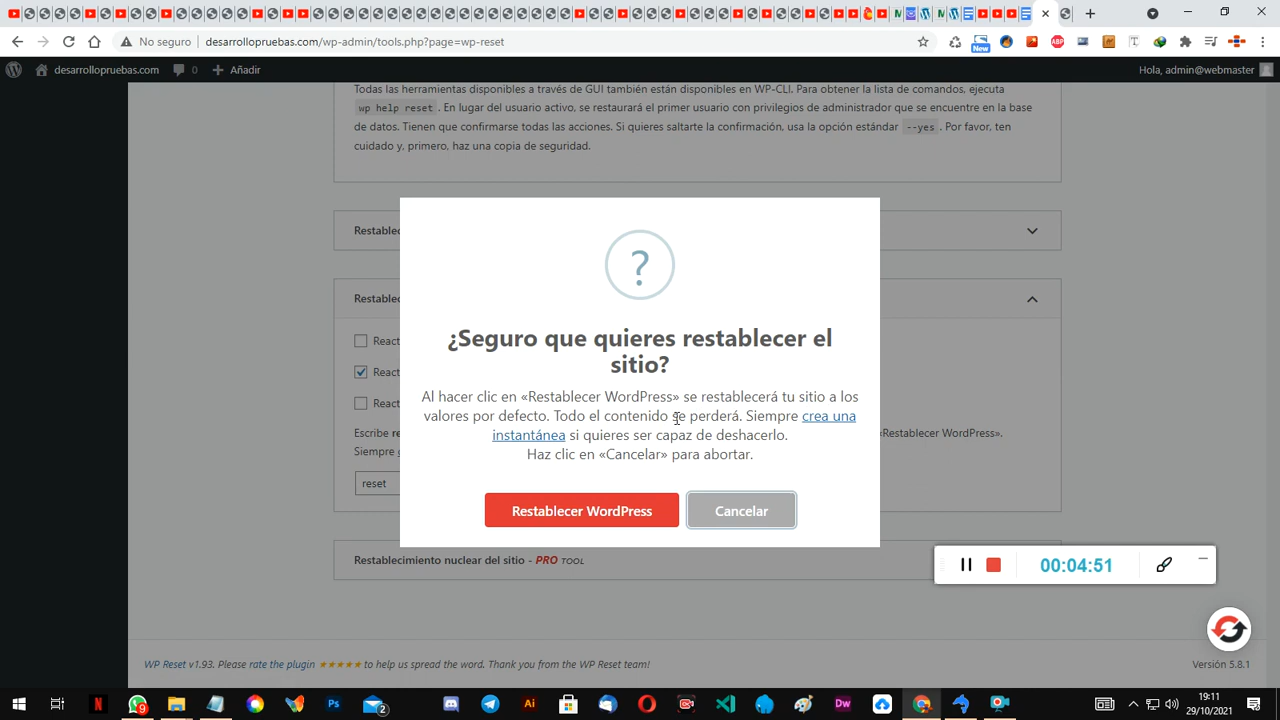 No seguro
desarrollopruebas.com/wp-admin/tools.php?page=wp-reset
New
ABP
desarrollopruebas.com
0
Añadir
Hola, admin@webmaster
Todas las herramientas disponibles a través de GUI también están disponibles en WP-CLI. Para obtener la lista de comandos, ejecuta
wp help reset . En lugar del usuario activo, se restaurará el primer usuario con privilegios de administrador que se encuentre en la base
de datos. Tienen que confirmarse todas las acciones. Si quieres saltarte la confirmación, usa la opción estándar --yes . Por favor, ten
cuidado y, primero, haz una copia de seguridad.
¿Seguro que quieres restablecer el
sitio?
Al hacer clic en «Restablecer WordPress» se restablecerá tu sitio a los
valores por defecto. Todo el contenido se perderá. Siempre crea una
instantánea si quieres ser capaz de deshacerlo.
Haz clic en «Cancelar» para abortar.
Restablecer WordPress
Cancelar
Escribe
«Restablecer WordPress».
Siempre
reset
Restablecimiento nuclear del sitio - PRO TOOL
00:04:51
WP Reset v1.93. Please rate the plugin ★★★★★ to help us spread the word. Thank you from the WP Reset team!
Versión 5.8.1
N
9
Ps
2
Ai
Dw
19:11
29/10/2021